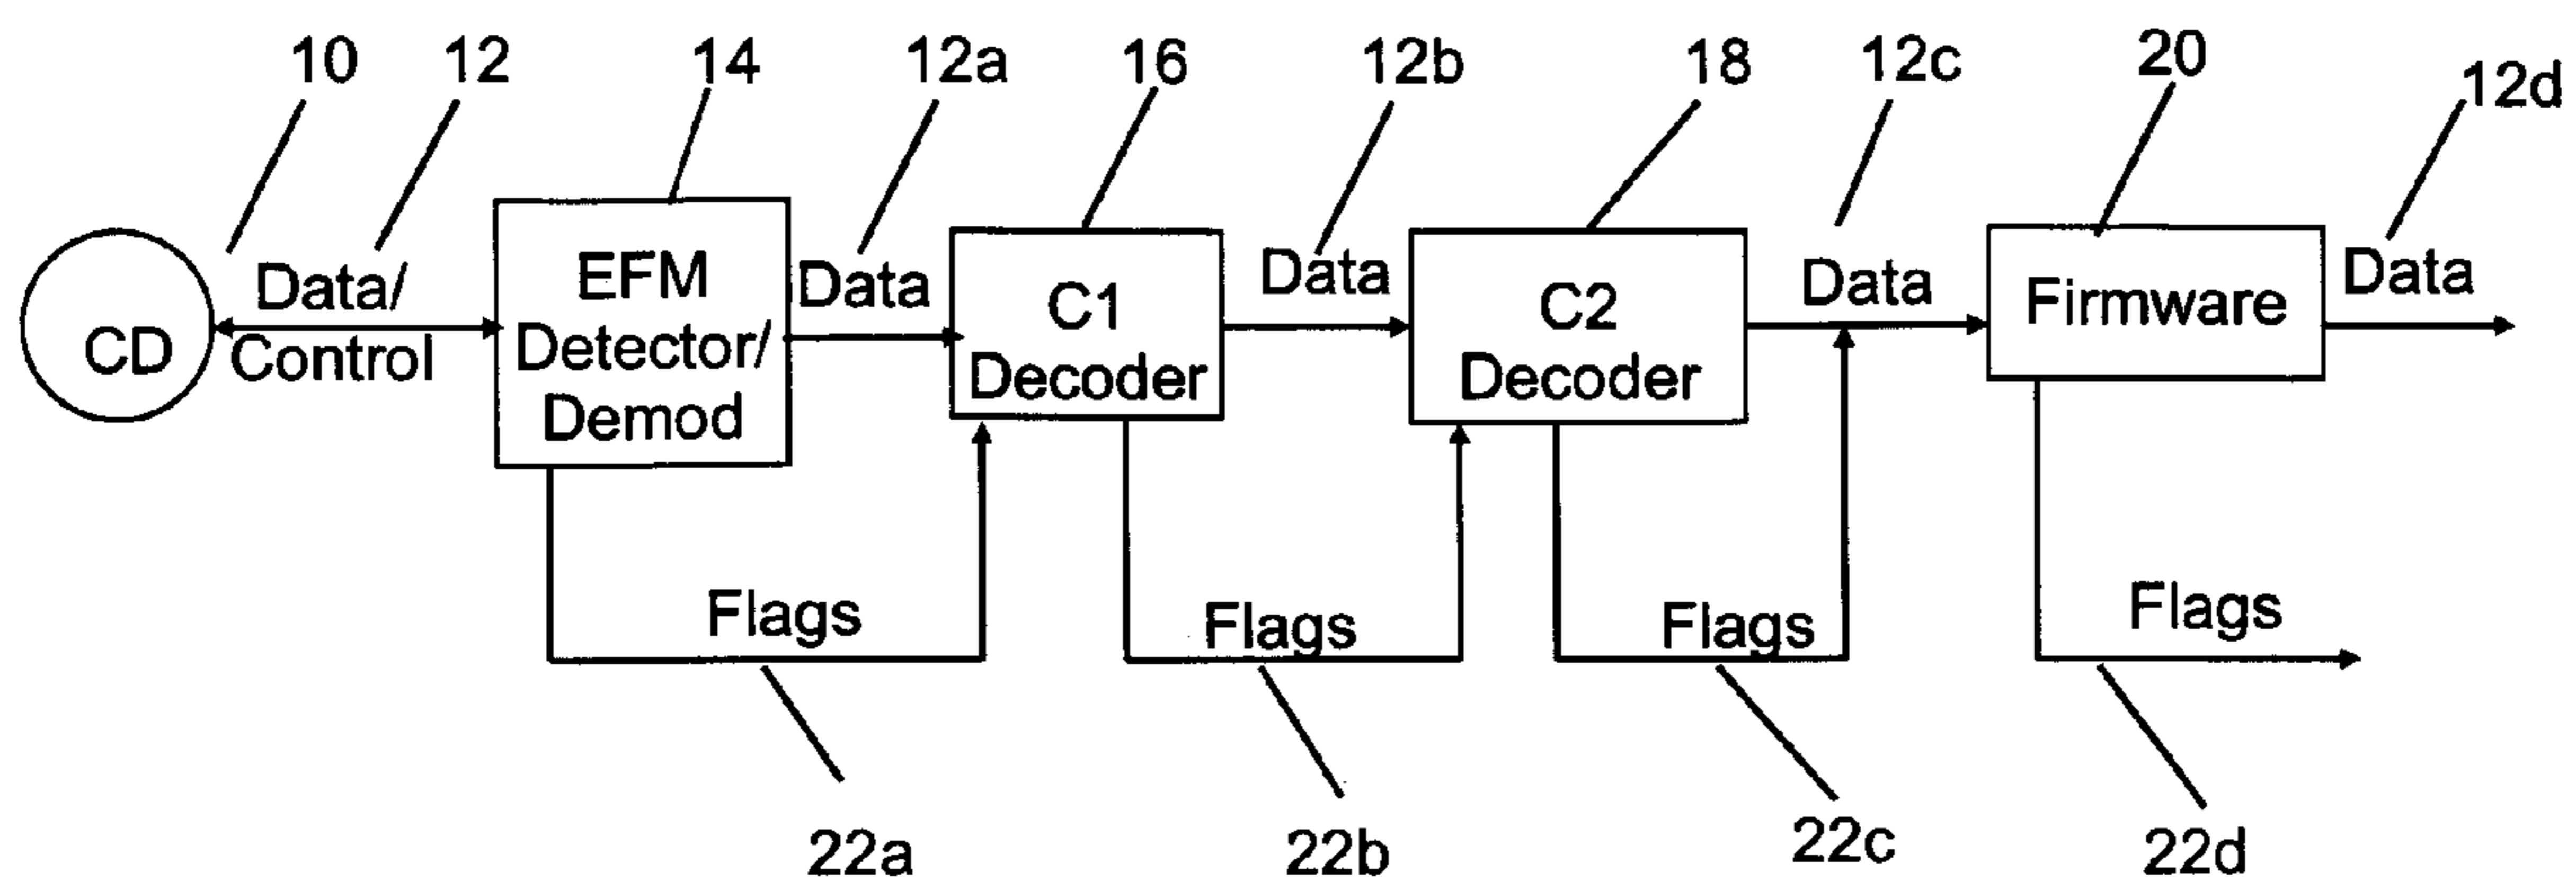 10
12
14
12a
16
12b
18
12c
20
12d
CD
Data/
Control
EFM
Detector/
Demod
Data
C1
Decoder
Data
C2
Decoder
Data
Firmware
Data
Flags
Flags
Flags
Flags
22a
22b
22c
22d